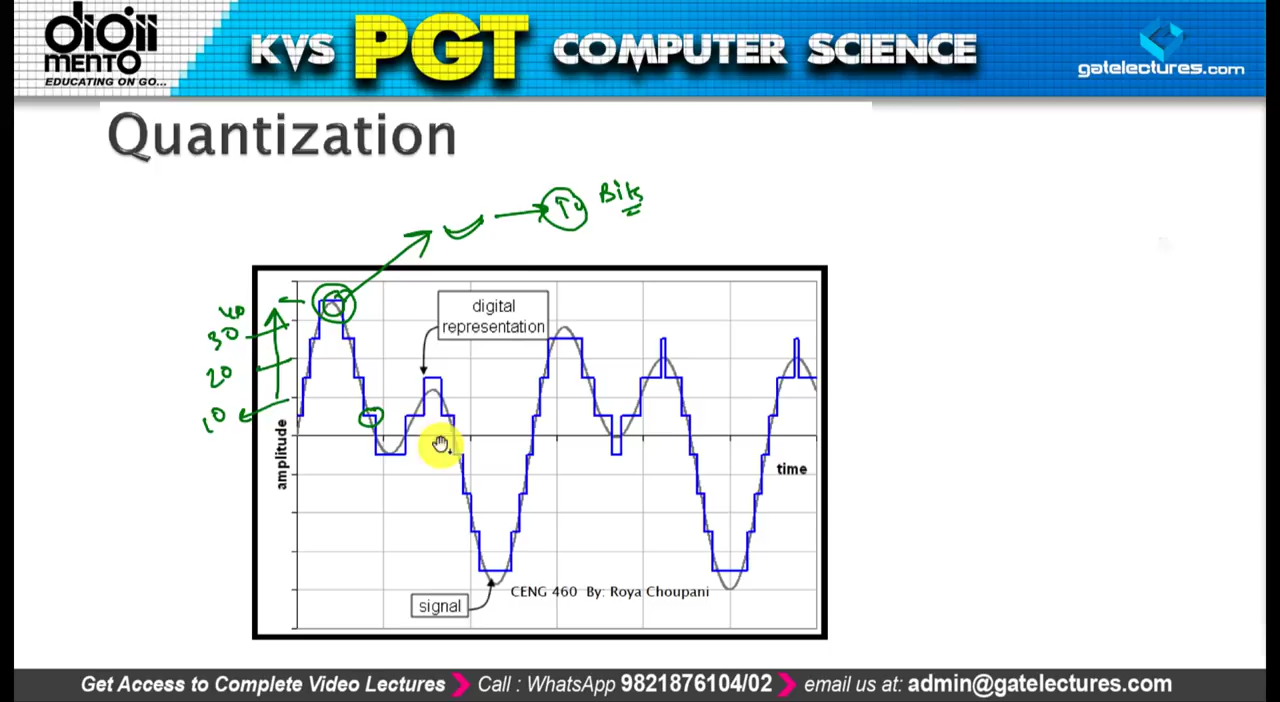 digii
mento
EDUCATING ON GO...
KVS PGT COMPUTER SCIENCE
gatelectures.com
Quantization
Bits
digital
representation
40
30
20
10
amplitude
time
CENG 460 By: Roya Choupani
signal
Get Access to Complete Video Lectures Call : WhatsApp 9821876104/02 email us at: admin@gatelectures.com